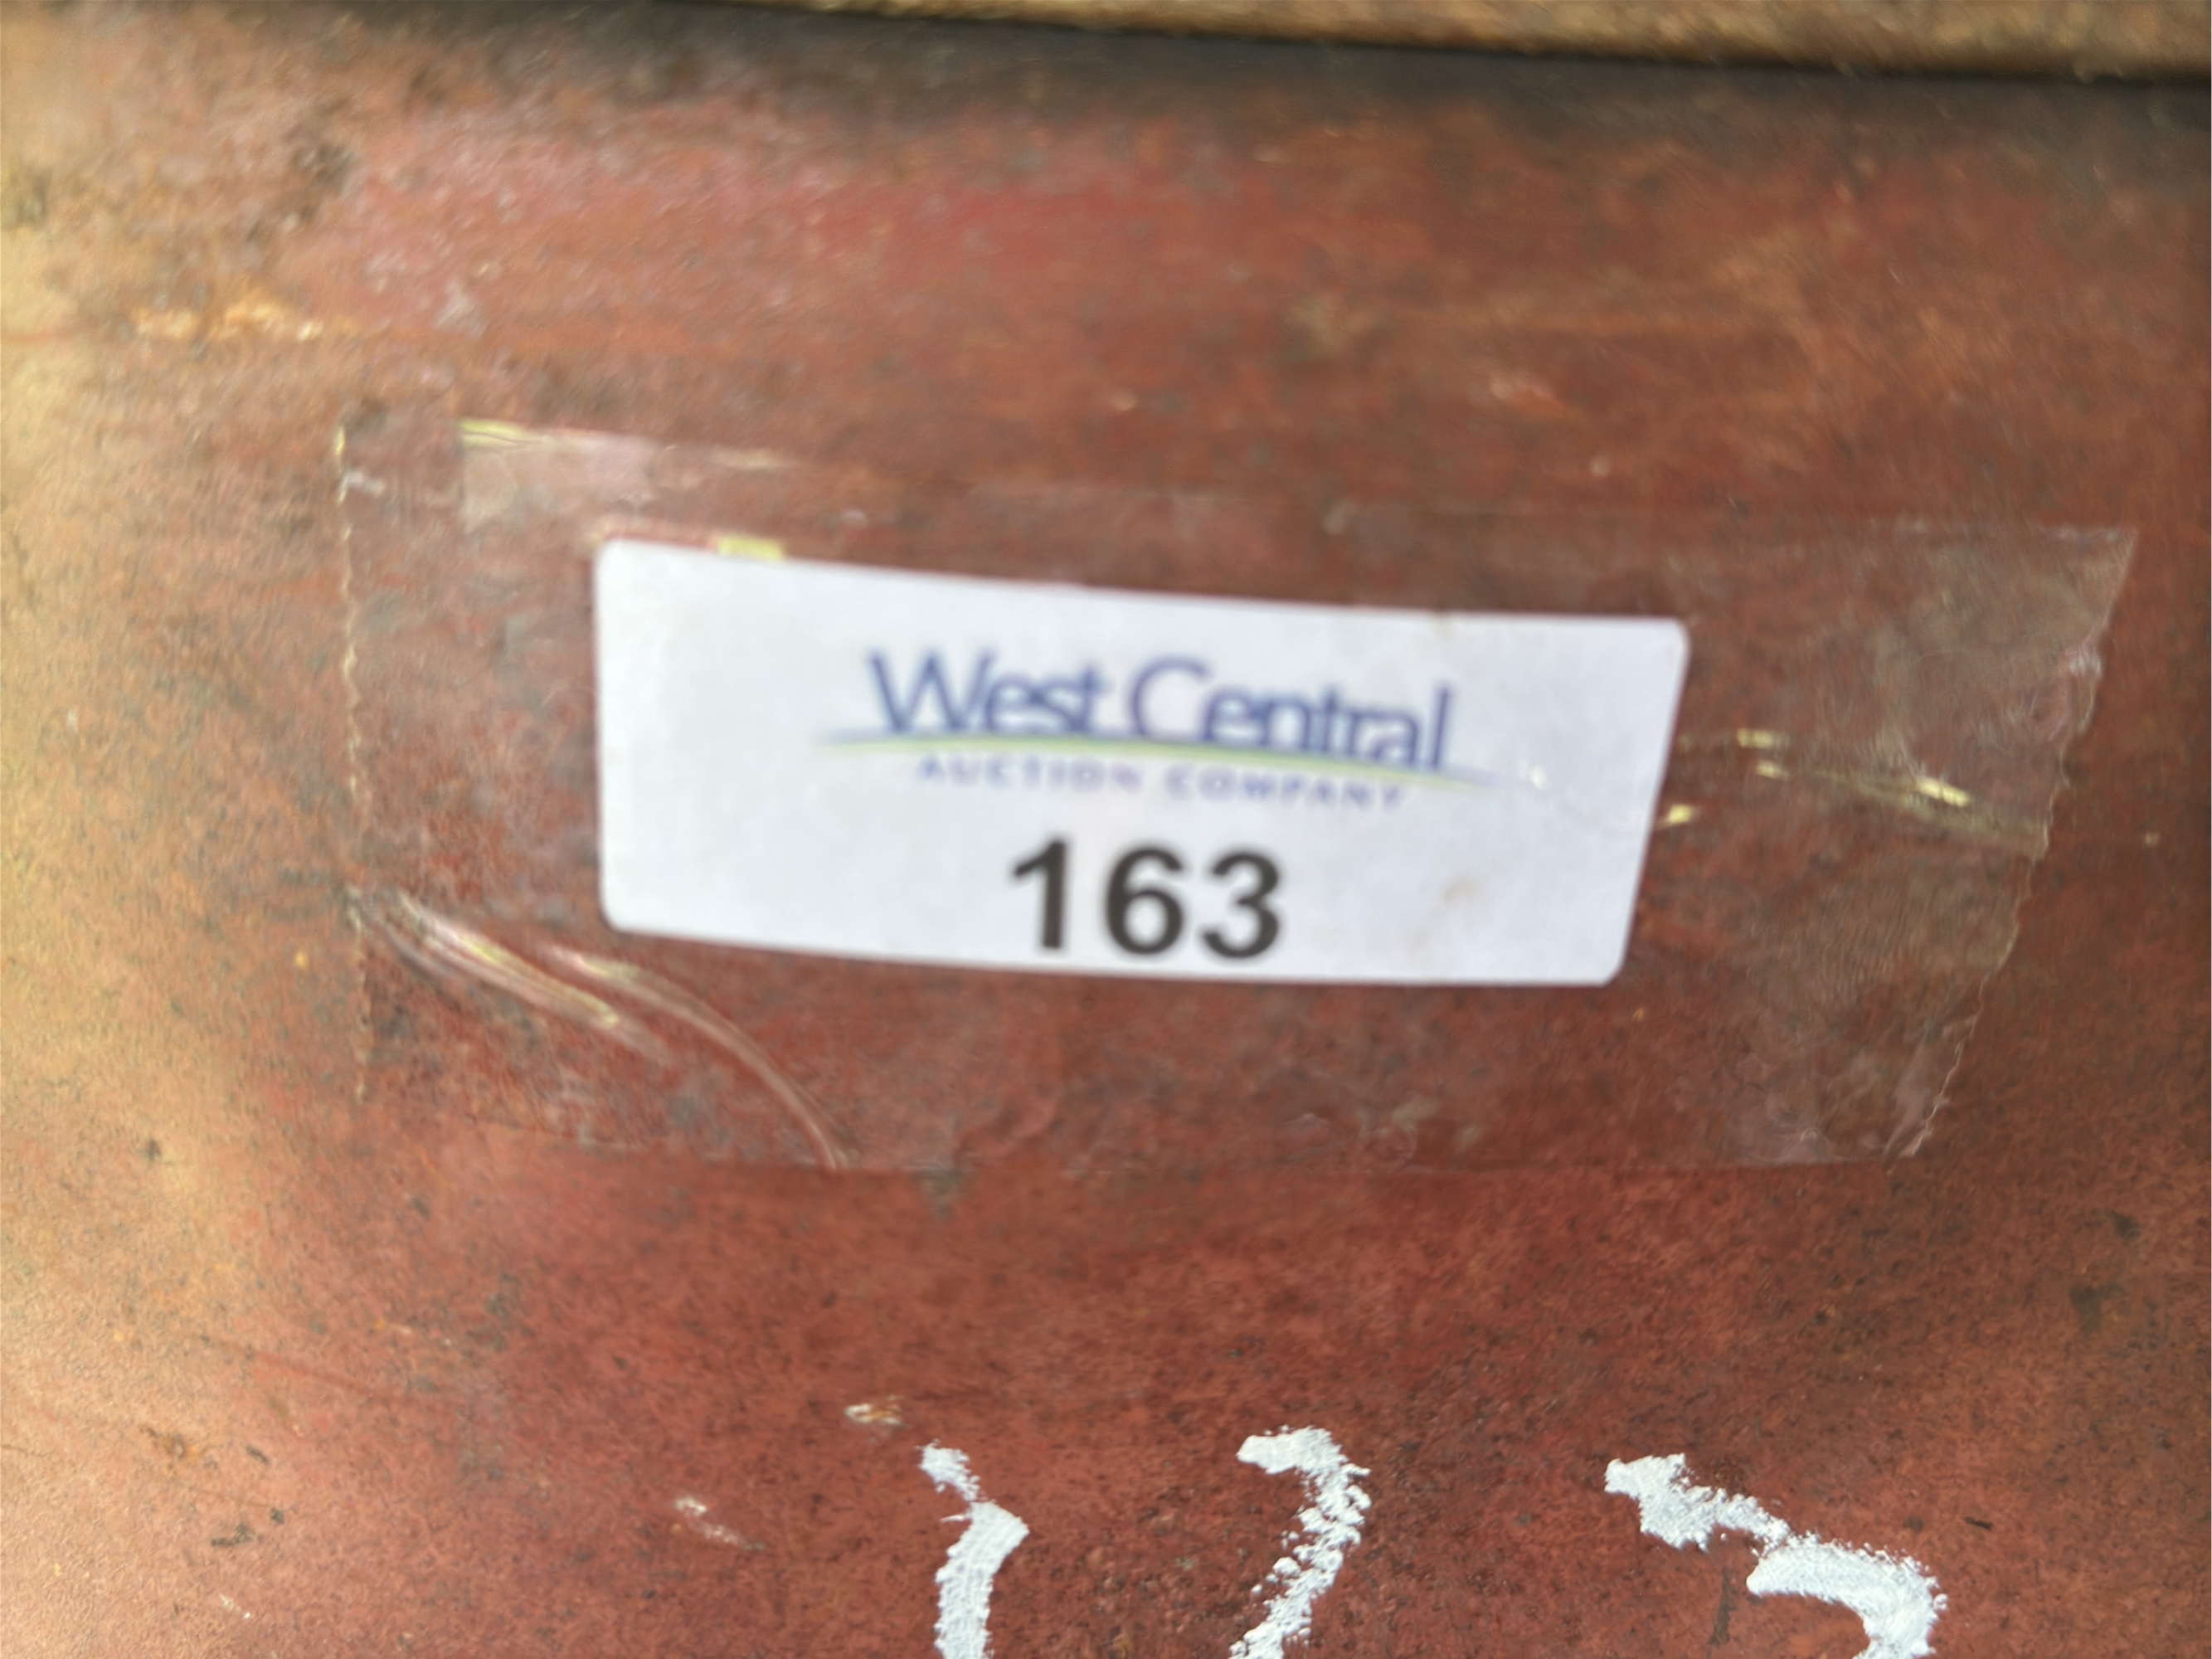 West Central
AUCTION COMPANY
163